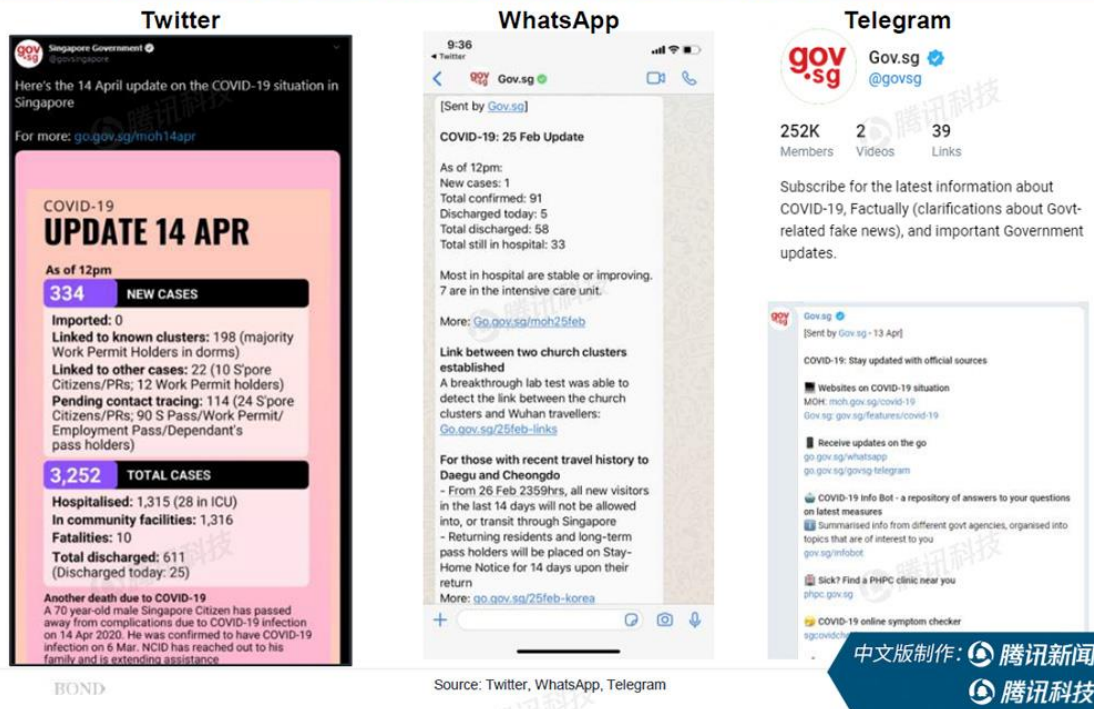 Twitter
WhatsApp
Telegram
gov
.sg
Singapore Government
@govsingapore
Here's the 14 April update on the COVID-19 situation in
Singapore
For more: go.gov.sg/moh14apr
COVID-19
UPDATE 14 APR
As of 12pm
334 NEW CASES
Imported: 0
Linked to known clusters: 198 (majority
Work Permit Holders in dorms)
Linked to other cases: 22 (10 S'pore
Citizens/PRs; 12 Work Permit holders)
Pending contact tracing: 114 (24 S'pore
Citizens/PRs; 90 S Pass/Work Permit/
Employment Pass/Dependant's
pass holders)
3,252 TOTAL CASES
Hospitalised: 1,315 (28 in ICU)
In community facilities: 1,316
Fatalities: 10
Total discharged: 611
(Discharged today: 25)
Another death due to COVID-19
A 70 year-old male Singapore Citizen has passed
away from complications due to COVID-19 infection
on 14 Apr 2020. He was confirmed to have COVID-19
infection on 6 Mar. NCID has reached out to his
family and is extending assistance
9:36
Twitter
gov
.sg
Gov.sg
[Sent by Gov.sg]
COVID-19: 25 Feb Update
As of 12pm:
New cases: 1
Total confirmed: 91
Discharged today: 5
Total discharged: 58
Total still in hospital: 33
Most in hospital are stable or improving.
7 are in the intensive care unit.
More: Go.gov.sg/moh25feb
Link between two church clusters
established
A breakthrough lab test was able to
detect the link between the church
clusters and Wuhan travellers:
Go.gov.sg/25feb-links
For those with recent travel history to
Daegu and Cheongdo
- From 26 Feb 2359hrs, all new visitors
in the last 14 days will not be allowed
into, or transit through Singapore
- Returning residents and long-term
pass holders will be placed on Stay-
Home Notice for 14 days upon their
return
More: go.gov.sg/25feb-korea
gov
.sg
Gov.sg
@govsg
252K 2 39
Members Videos Links
Subscribe for the latest information about
COVID-19, Factually (clarifications about Govt-
related fake news), and important Government
updates.
gov
.sg
Gov.sg
[Sent by Gov.sg - 13 Apr]
COVID-19: Stay updated with official sources
Websites on COVID-19 situation
MOH: moh.gov.sg/covid-19
Gov.sg: gov.sg/features/covid-19
Receive updates on the go
go.gov.sg/whatsapp
go.gov.sg/govsg-telegram
COVID-19 Info Bot - a repository of answers to your questions
on latest measures
Summarised info from different govt agencies, organised into
topics that are of interest to you
gov.sg/infobot
Sick? Find a PHPC clinic near you
phpc.gov.sg
COVID-19 online symptom checker
中文版制作: 腾讯新闻
腾讯科技
BOND
Source: Twitter, WhatsApp, Telegram
腾讯科技